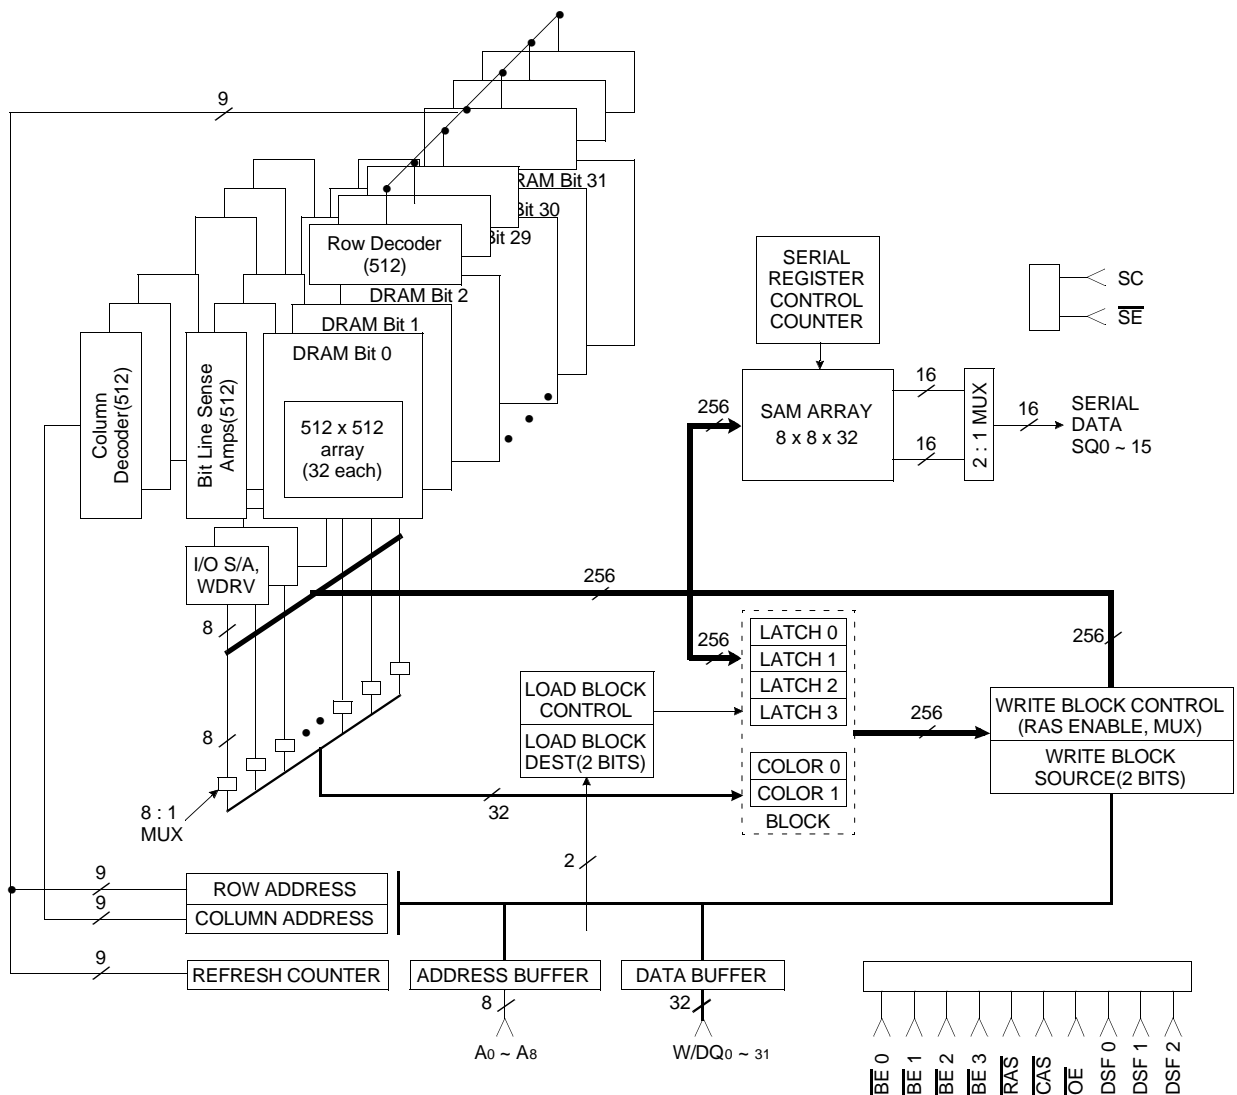 9
RAM Bit 31
Bit 30
Bit 29
Row Decoder
(512)
DRAM Bit 2
DRAM Bit 1
DRAM Bit 0
512 x 512
array
(32 each)
Column
Decoder(512)
Bit Line Sense
Amps(512)
I/O S/A,
WDRV
8
8
8 : 1
MUX
SERIAL
REGISTER
CONTROL
COUNTER
SC
SE
256
SAM ARRAY
8 x 8 x 32
16
16
2 : 1 MUX
16
SERIAL
DATA
SQ0 ~ 15
256
256
256
LATCH 0
LATCH 1
LATCH 2
LATCH 3
LOAD BLOCK
CONTROL
LOAD BLOCK
DEST(2 BITS)
256
WRITE BLOCK CONTROL
(RAS ENABLE, MUX)
WRITE BLOCK
SOURCE(2 BITS)
COLOR 0
COLOR 1
BLOCK
32
2
9
ROW ADDRESS
9
COLUMN ADDRESS
9
REFRESH COUNTER
ADDRESS BUFFER
DATA BUFFER
8
32
A0 ~ A8
W/DQ0 ~ 31
BE 0
BE 1
BE 2
BE 3
RAS
CAS
OE
DSF 0
DSF 1
DSF 2